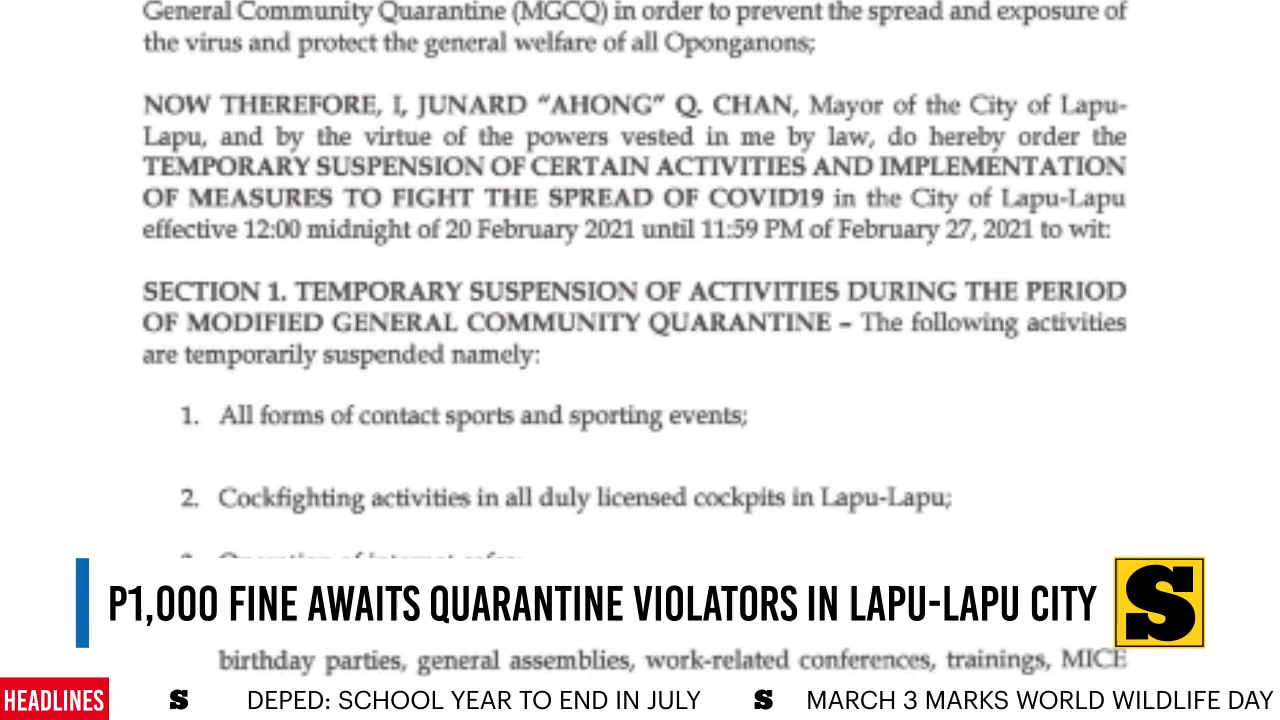 General Community Quarantine (MGCQ) in order to prevent the spread and exposure of
the virus and protect the general welfare of all Oponganons;
NOW THEREFORE, I, JUNARD “AHONG” Q. CHAN, Mayor of the City of Lapu-
Lapu, and by the virtue of the powers vested in me by law, do hereby order the
TEMPORARY SUSPENSION OF CERTAIN ACTIVITIES AND IMPLEMENTATION
OF MEASURES TO FIGHT THE SPREAD OF COVID19 in the City of Lapu-Lapu
effective 12:00 midnight of 20 February 2021 until 11:59 PM of February 27, 2021 to wit:
SECTION 1. TEMPORARY SUSPENSION OF ACTIVITIES DURING THE PERIOD
OF MODIFIED GENERAL COMMUNITY QUARANTINE – The following activities
are temporarily suspended namely:
1. All forms of contact sports and sporting events;
2. Cockfighting activities in all duly licensed cockpits in Lapu-Lapu;
P1,000 FINE AWAITS QUARANTINE VIOLATORS IN LAPU-LAPU CITY
S
birthday parties, general assemblies, work-related conferences, trainings, MICE
HEADLINES S DEPED: SCHOOL YEAR TO END IN JULY S MARCH 3 MARKS WORLD WILDLIFE DAY